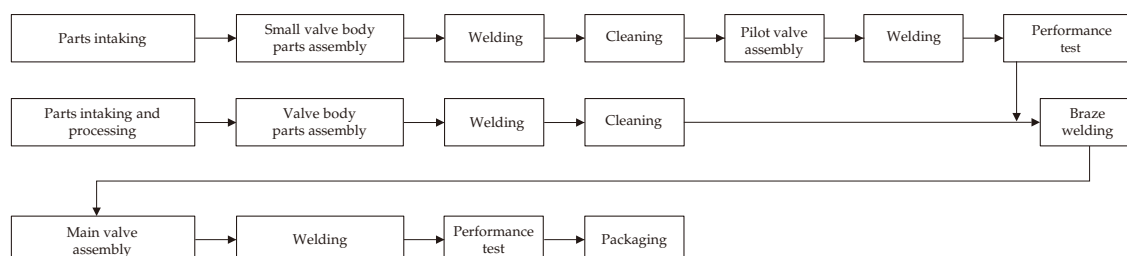 Parts intaking
Small valve body
parts assembly
Welding
Cleaning
Pilot valve
assembly
Welding
Performance
test
Parts intaking and
processing
Valve body
parts assembly
Welding
Cleaning
Braze
welding
Main valve
assembly
Welding
Performance
test
Packaging